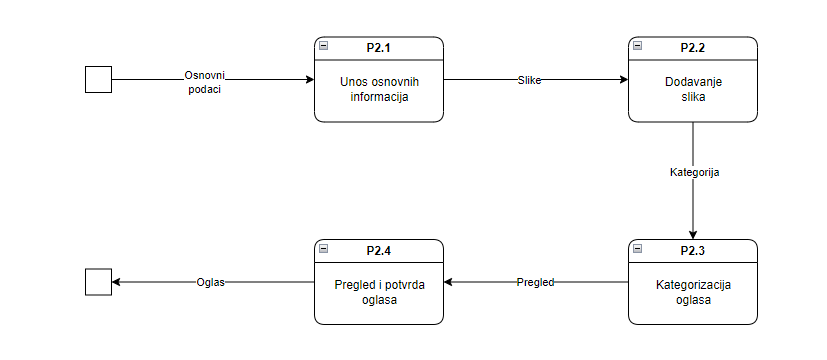 P2.1
P2.2
Osnovni
podaci
Unos osnovnih
informacija
Slike
Dodavanje
slika
Kategorija
P2.4
P2.3
Oglas
Pregled i potvrda
oglasa
Pregled
Kategorizacija
oglasa